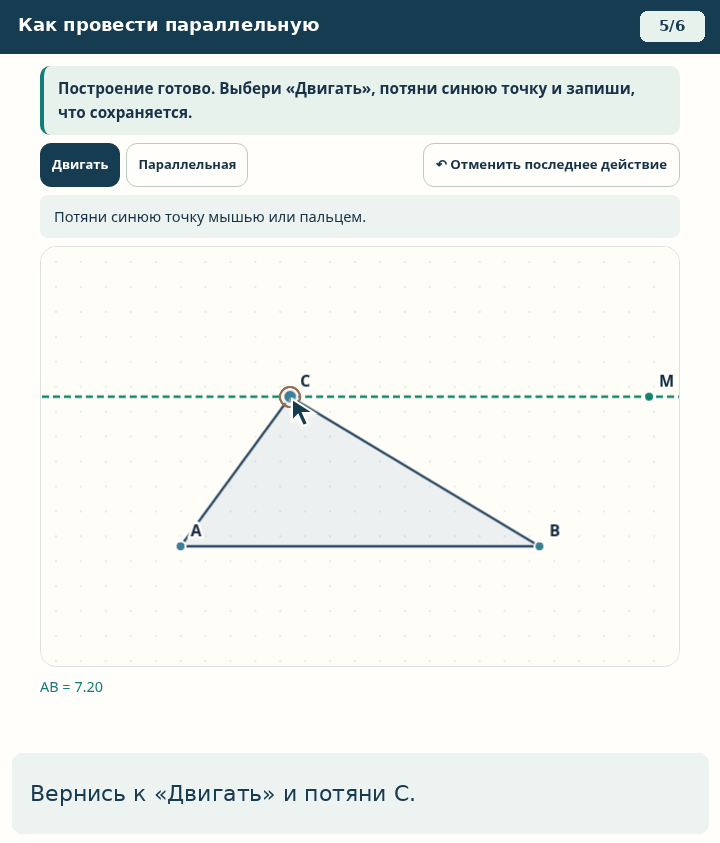 Как провести параллельную
5/6
Построение готово. Выбери «Двигать», потяни синюю точку и запиши,
что сохраняется.
Двигать
Параллельная
↶ Отменить последнее действие
Потяни синюю точку мышью или пальцем.
C
M
A
B
AB = 7.20
Вернись к «Двигать» и потяни C.